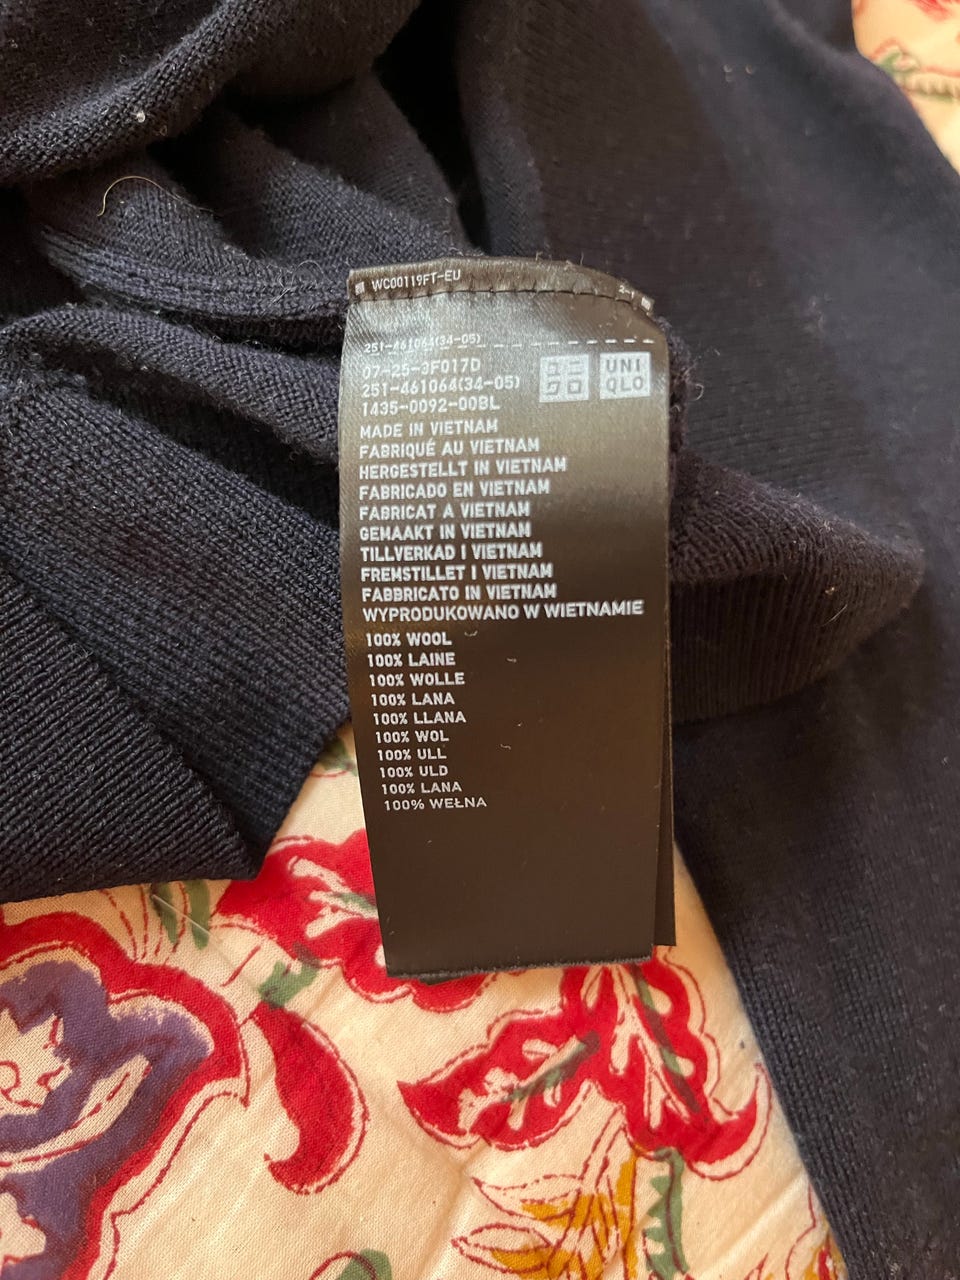 WC00119FT-EU
251-461064(34-05)
07-25-3F017D
251-461064(34-05)
1435-0092-00BL
UNI
QLO
MADE IN VIETNAM
FABRIQUÉ AU VIETNAM
HERGESTELLT IN VIETNAM
FABRICADO EN VIETNAM
FABRICAT A VIETNAM
GEMAAKT IN VIETNAM
TILLVERKAD I VIETNAM
FREMSTILLET I VIETNAM
FABBRICATO IN VIETNAM
WYPRODUKOWANO W WIETNAMIE
100% WOOL
100% LAINE
100% WOLLE
100% LANA
100% LLANA
100% WOL
100% ULL
100% ULD
100% LANA
100% WEŁNA